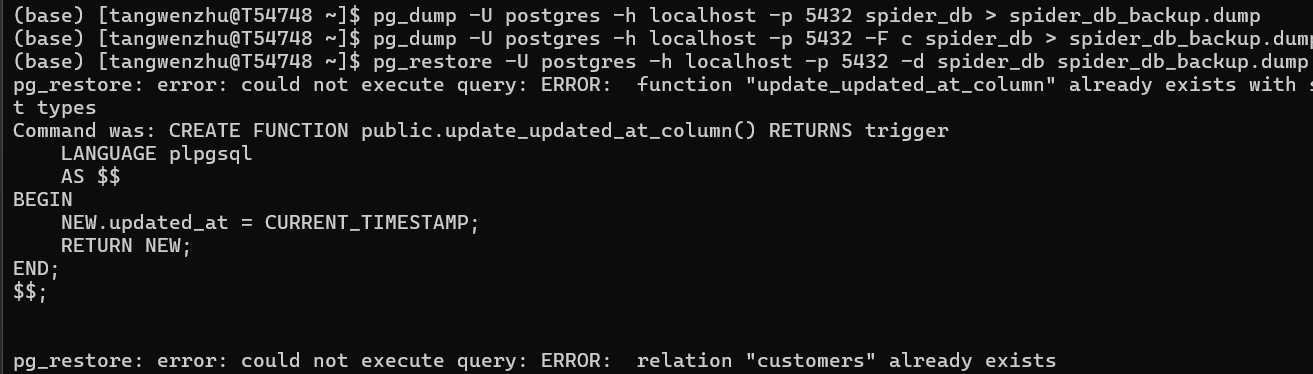 (base) [tangwenzhu@T54748 ~]$ pg_dump -U postgres -h localhost -p 5432 spider_db > spider_db_backup.dump
(base) [tangwenzhu@T54748 ~]$ pg_dump -U postgres -h localhost -p 5432 -F c spider_db > spider_db_backup.dump
(base) [tangwenzhu@T54748 ~]$ pg_restore -U postgres -h localhost -p 5432 -d spider_db spider_db_backup.dump
pg_restore: error: could not execute query: ERROR:  function "update_updated_at_column" already exists with
t types
Command was: CREATE FUNCTION public.update_updated_at_column() RETURNS trigger
    LANGUAGE plpgsql
    AS $$
BEGIN
    NEW.updated_at = CURRENT_TIMESTAMP;
    RETURN NEW;
END;
$$;
pg_restore: error: could not execute query: ERROR:  relation "customers" already exists